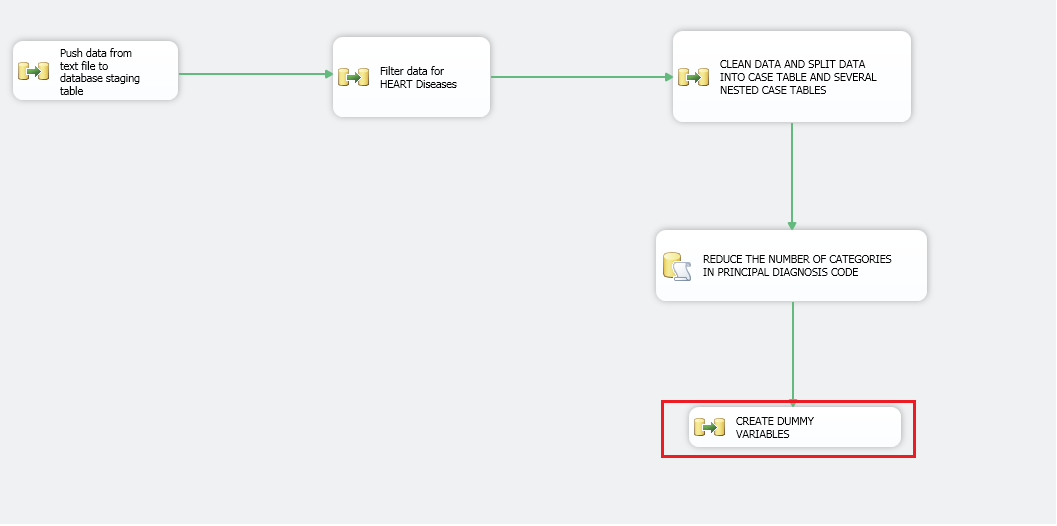 Push data from
text file to
database staging
table
Filter data for
HEART Diseases
CLEAN DATA AND SPLIT DATA
INTO CASE TABLE AND SEVERAL
NESTED CASE TABLES
REDUCE THE NUMBER OF CATEGORIES
IN PRINCIPAL DIAGNOSIS CODE
CREATE DUMMY
VARIABLES